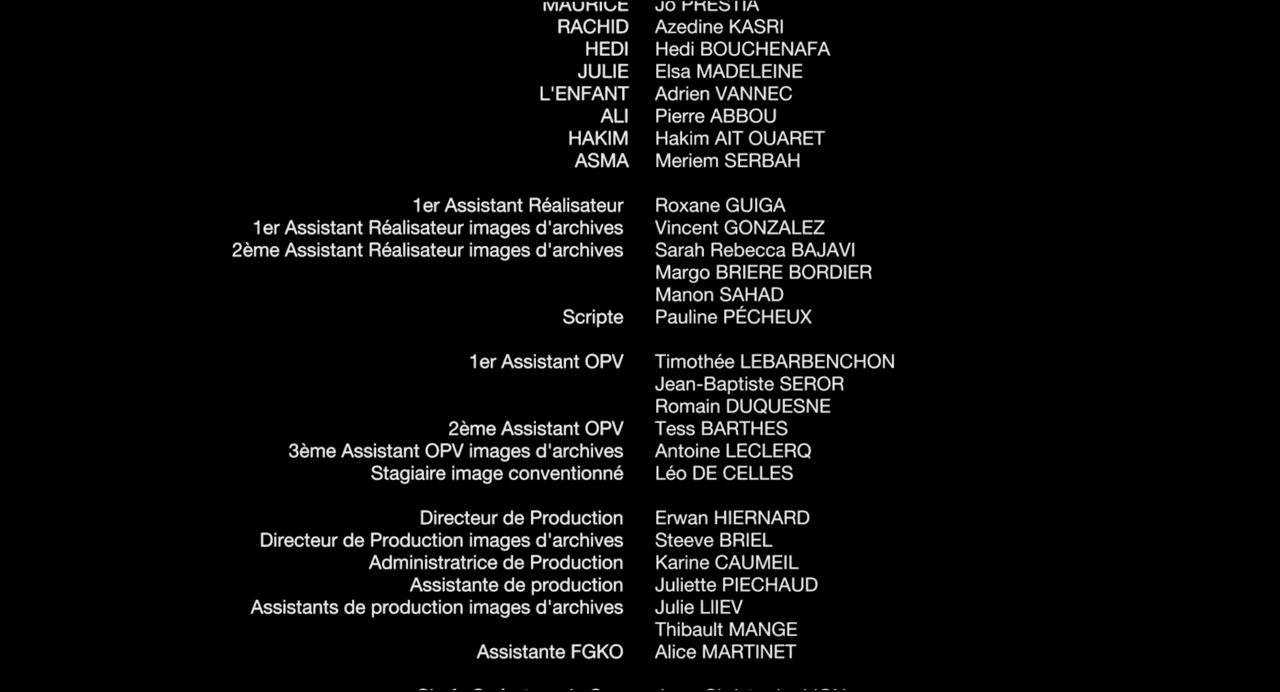 MAURICE Jo PRESTIA
RACHID Azedine KASRI
HEDI Hedi BOUCHENAFA
JULIE Elsa MADELEINE
L'ENFANT Adrien VANNEC
ALI Pierre ABBOU
HAKIM Hakim AIT OUARET
ASMA Meriem SERBAH
1er Assistant Réalisateur Roxane GUIGA
1er Assistant Réalisateur images d'archives Vincent GONZALEZ
2ème Assistant Réalisateur images d'archives Sarah Rebecca BAJAVI
Margo BRIERE BORDIER
Manon SAHAD
Scripte Pauline PÉCHEUX
1er Assistant OPV Timothée LEBARBENCHON
Jean-Baptiste SEROR
Romain DUQUESNE
2ème Assistant OPV Tess BARTHES
3ème Assistant OPV images d'archives Antoine LECLERQ
Stagiaire image conventionné Léo DE CELLES
Directeur de Production Erwan HIERNARD
Directeur de Production images d'archives Steeve BRIEL
Administratrice de Production Karine CAUMEIL
Assistante de production Juliette PIECHAUD
Assistants de production images d'archives Julie LIIEV
Thibault MANGE
Assistante FGKO Alice MARTINET